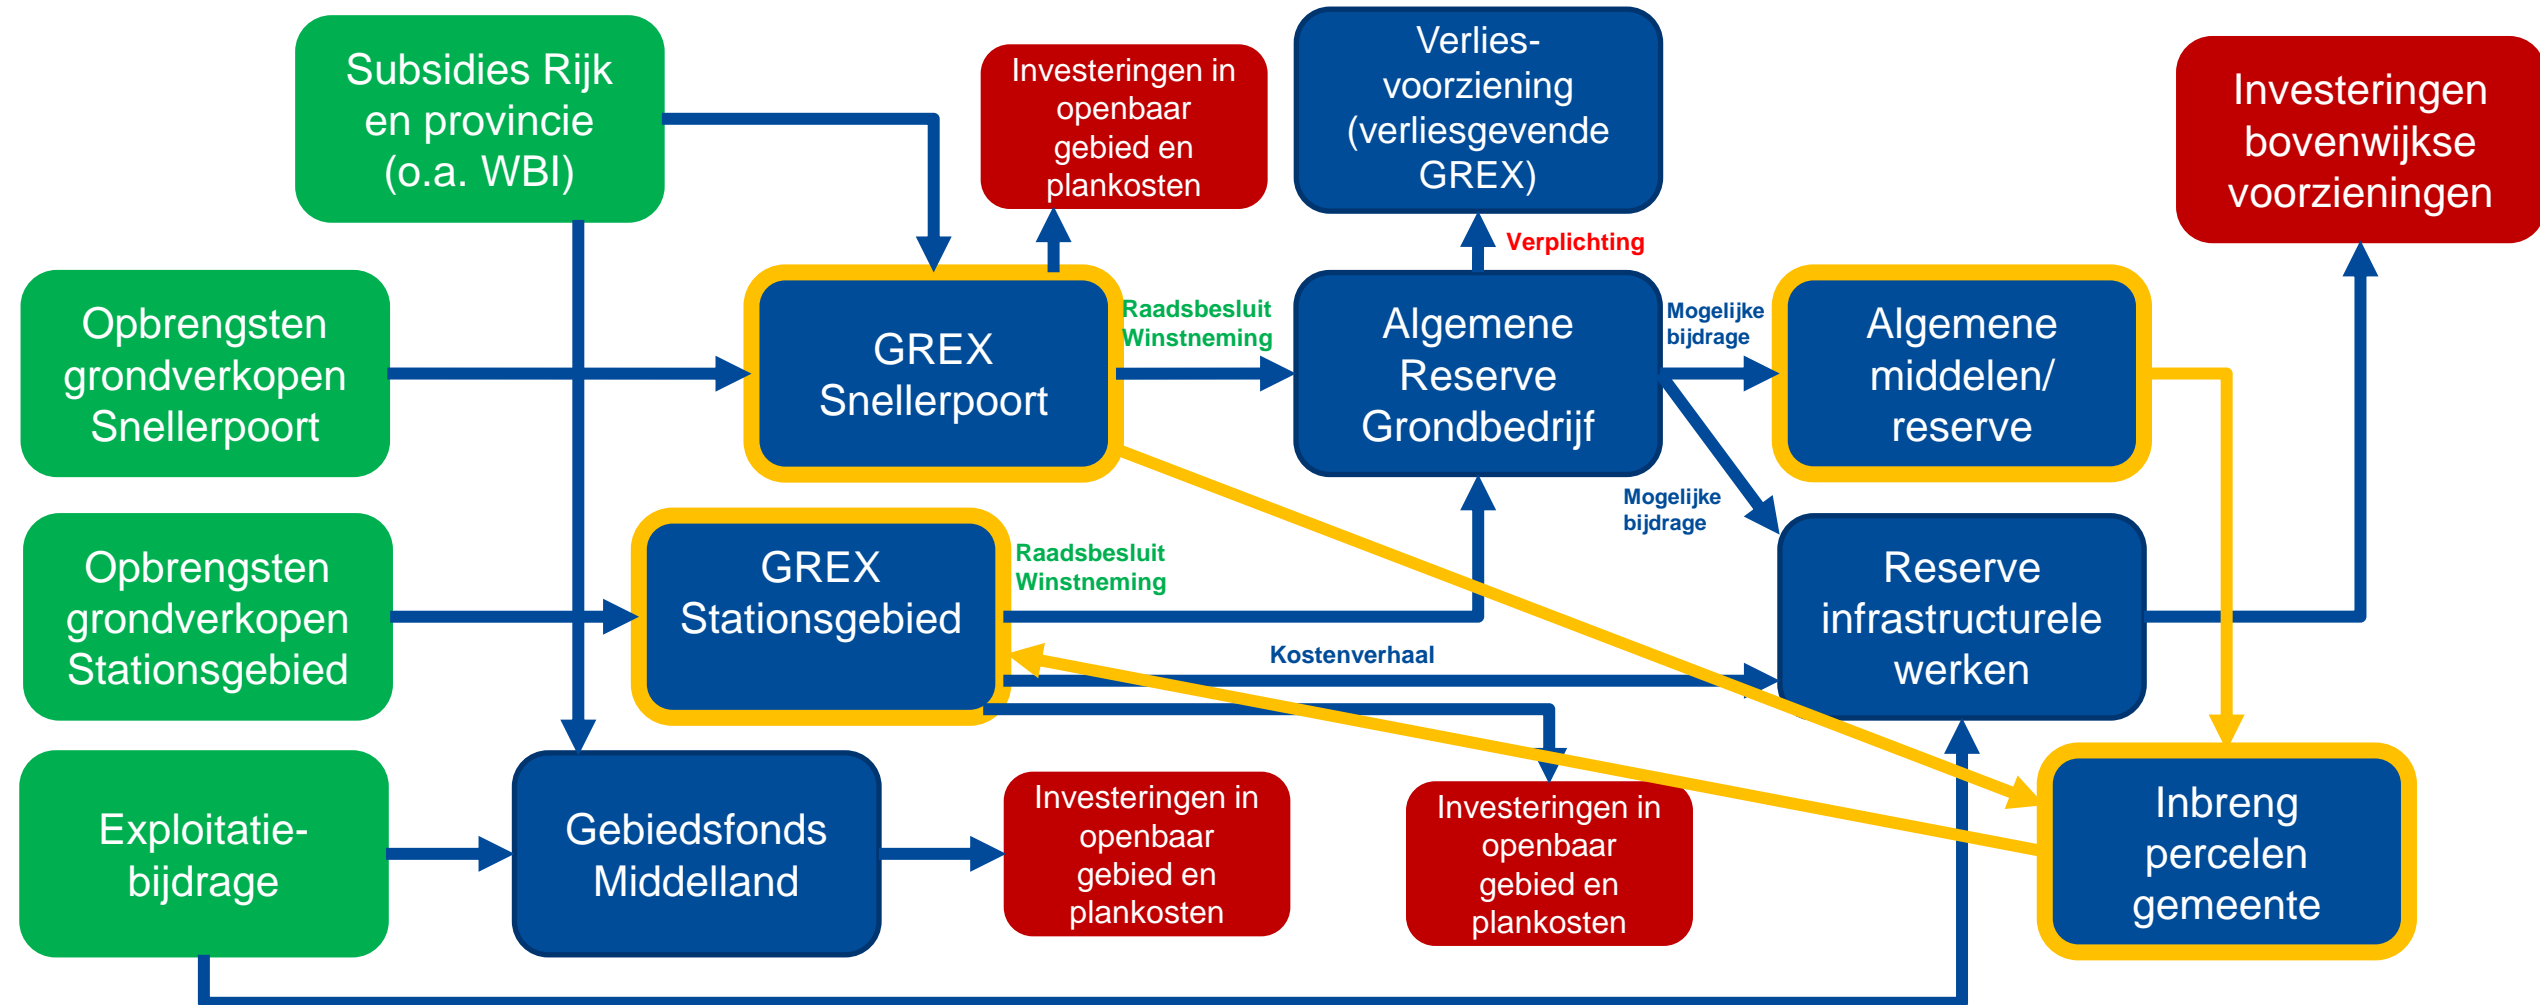 Subsidies Rijk
en provincie
(o.a. WBI)
Investeringen in
openbaar
gebied en
plankosten
Verlies-
voorziening
(verliesgevende
GREX)
Investeringen
bovenwijkse
voorzieningen
Verplichting
Opbrengsten
grondverkopen
Snellerpoort
GREX
Snellerpoort
Raadsbesluit
Winstneming
Algemene
Reserve
Grondbedrijf
Mogelijke
bijdrage
Algemene
middelen/
reserve
Mogelijke
bijdrage
Opbrengsten
grondverkopen
Stationsgebied
GREX
Stationsgebied
Raadsbesluit
Winstneming
Kostenverhaal
Reserve
infrastructurele
werken
Exploitatie-
bijdrage
Gebiedsfonds
Middelland
Investeringen in
openbaar
gebied en
plankosten
Investeringen in
openbaar
gebied en
plankosten
Inbreng
percelen
gemeente